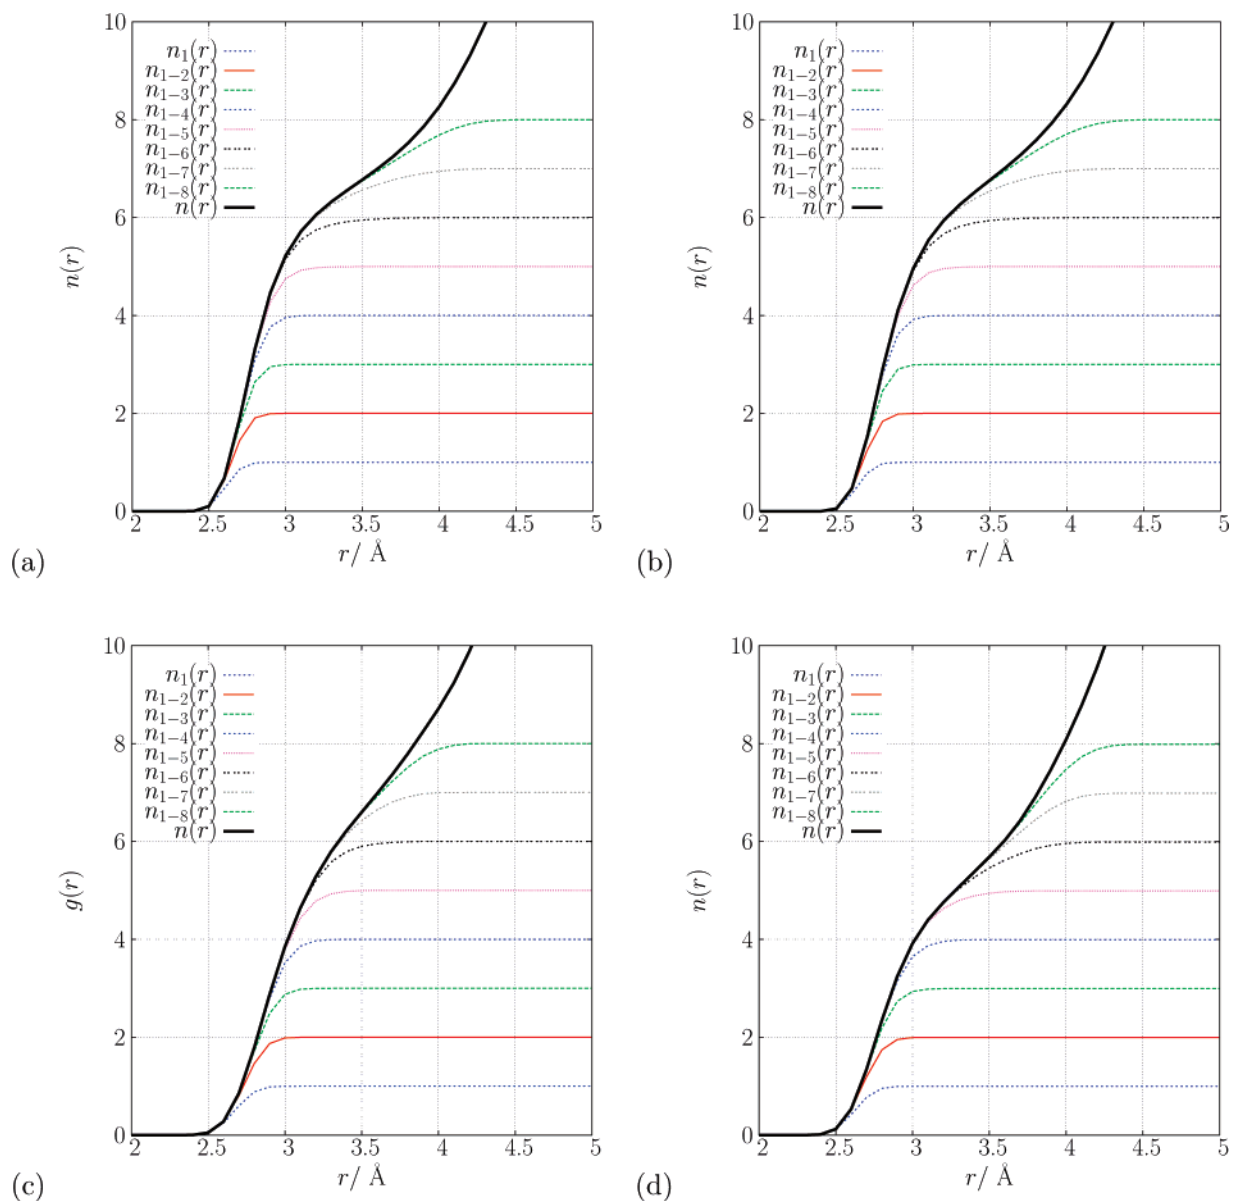 10
8
6
4
2
0
n(r)
n₁(r)
n₁₋₂(r)
n₁₋₃(r)
n₁₋₄(r)
n₁₋₅(r)
n₁₋₆(r)
n₁₋₇(r)
n₁₋₈(r)
n(r)
2 2.5 3 3.5 4 4.5 5
r/ Å
(a)
10
8
6
4
2
0
n(r)
n₁(r)
n₁₋₂(r)
n₁₋₃(r)
n₁₋₄(r)
n₁₋₅(r)
n₁₋₆(r)
n₁₋₇(r)
n₁₋₈(r)
n(r)
2 2.5 3 3.5 4 4.5 5
r/ Å
(b)
10
8
6
4
2
0
g(r)
n₁(r)
n₁₋₂(r)
n₁₋₃(r)
n₁₋₄(r)
n₁₋₅(r)
n₁₋₆(r)
n₁₋₇(r)
n₁₋₈(r)
n(r)
2 2.5 3 3.5 4 4.5 5
r/ Å
(c)
10
8
6
4
2
0
n(r)
n₁(r)
n₁₋₂(r)
n₁₋₃(r)
n₁₋₄(r)
n₁₋₅(r)
n₁₋₆(r)
n₁₋₇(r)
n₁₋₈(r)
n(r)
2 2.5 3 3.5 4 4.5 5
r/ Å
(d)